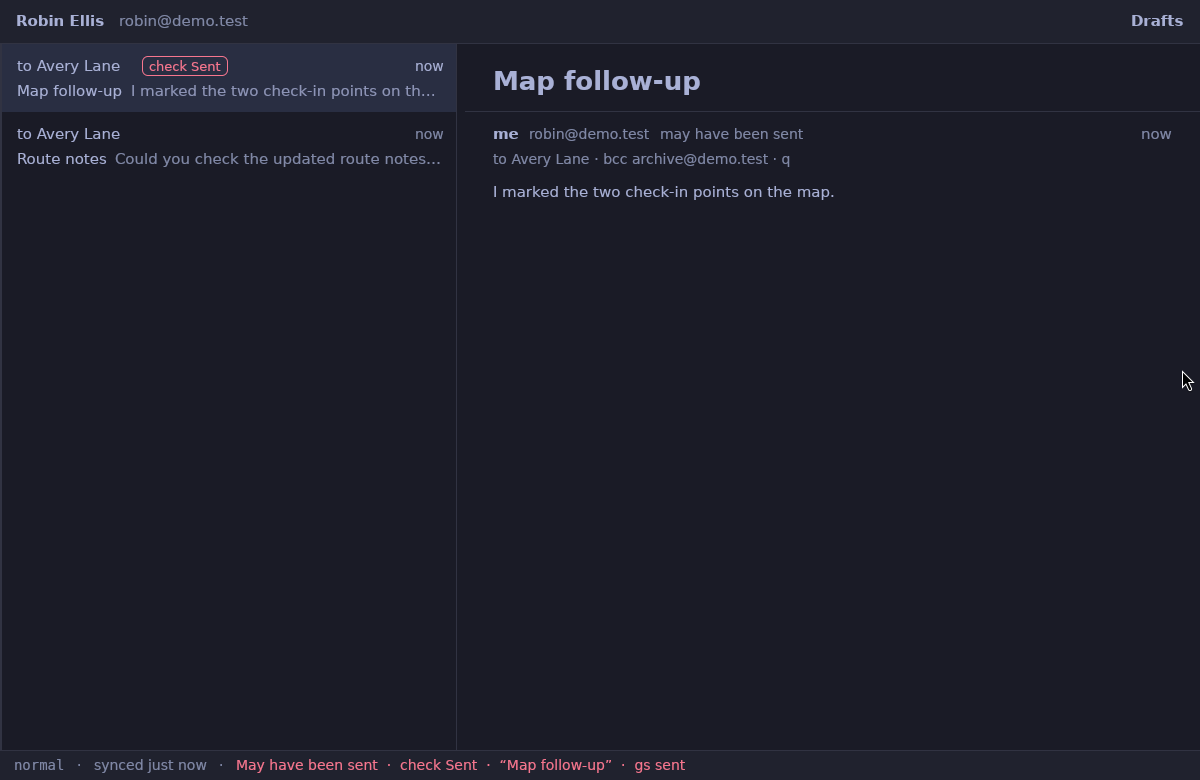 Robin Ellis robin@demo.test Drafts
to Avery Lane check Sent now
Map follow-up I marked the two check-in points on th…
to Avery Lane now
Route notes Could you check the updated route notes…
Map follow-up
me robin@demo.test may have been sent now
to Avery Lane · bcc archive@demo.test · q
I marked the two check-in points on the map.
normal · synced just now · May have been sent · check Sent · “Map follow-up” · gs sent